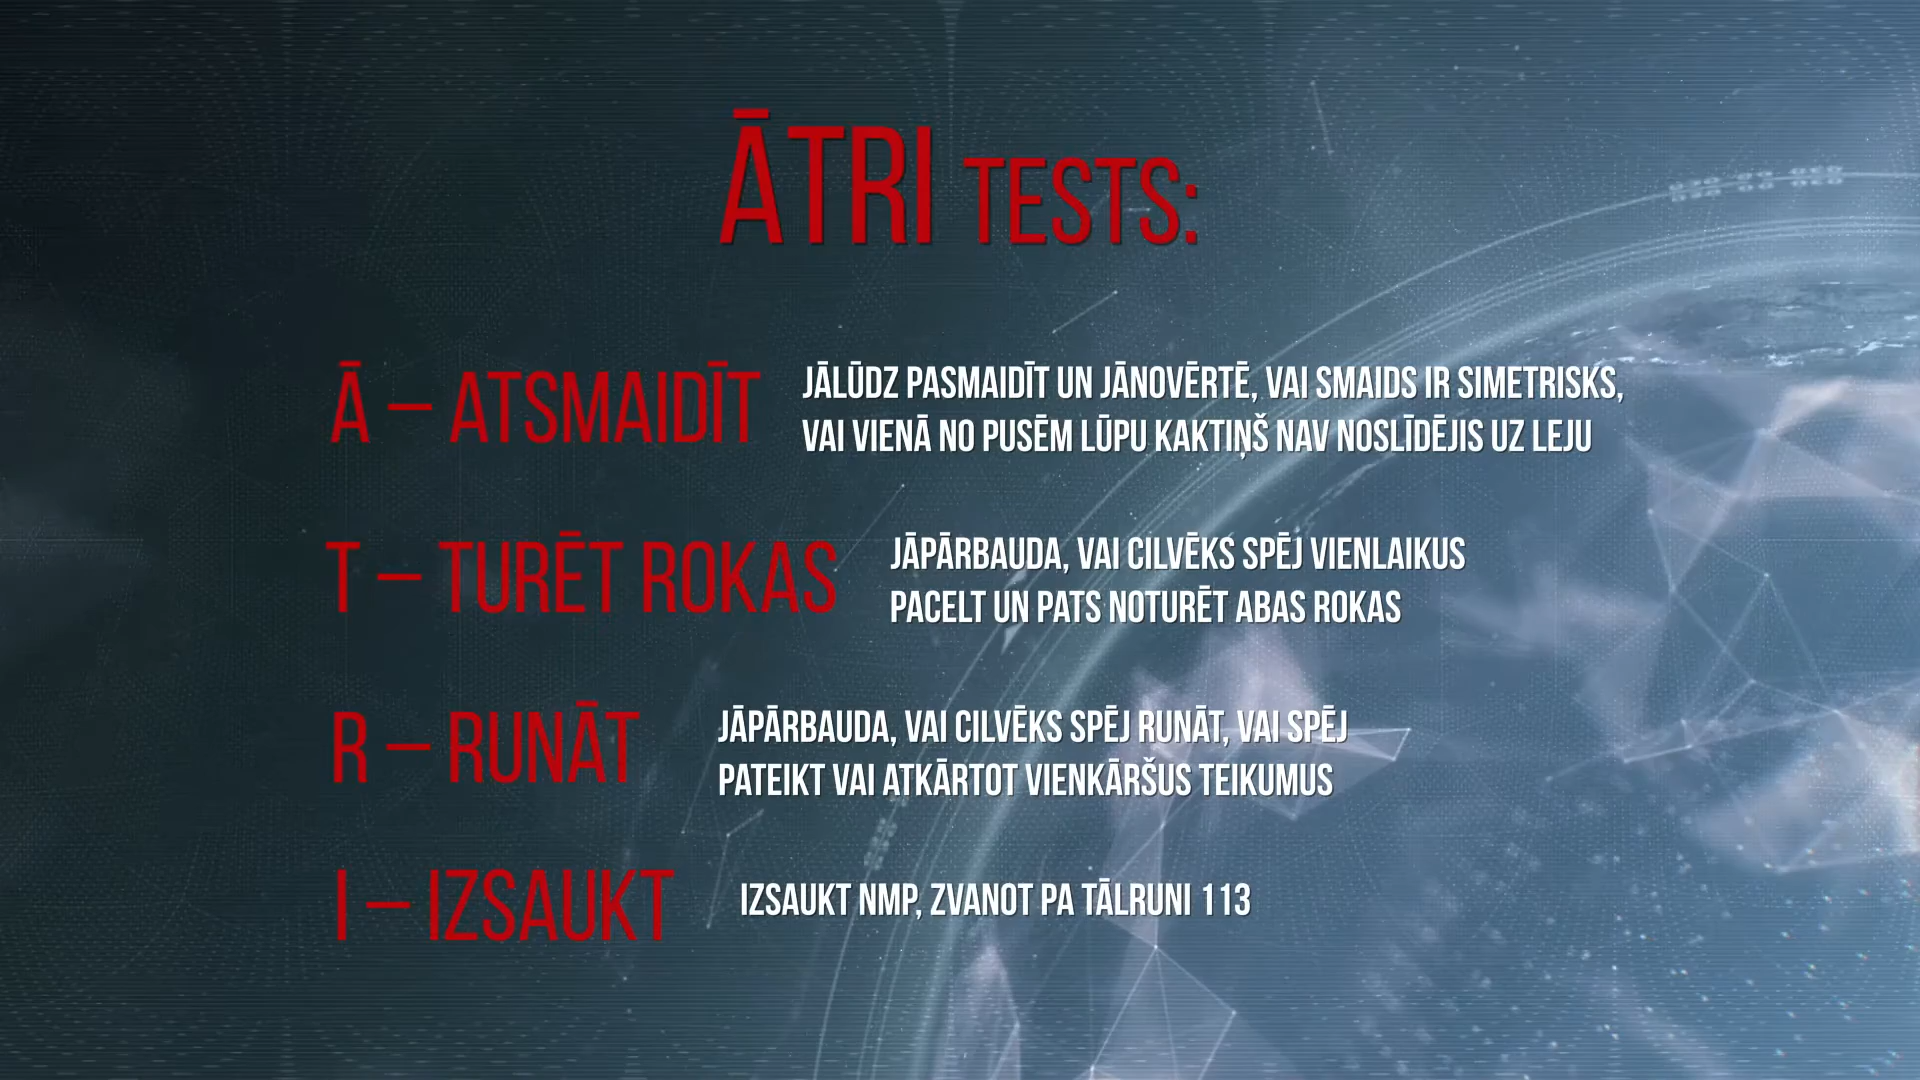 ĀTRI TESTS:
Ā – ATSMAIDĪT
JĀLŪDZ PASMAIDĪT UN JĀNOVĒRTĒ, VAI SMAIDS IR SIMETRISKS,
VAI VIENĀ NO PUSĒM LŪPU KAKTIŅŠ NAV NOSLĪDĒJIS UZ LEJU
T – TURĒT ROKAS
JĀPĀRBAUDA, VAI CILVĒKS SPĒJ VIENLAIKUS
PACELT UN PATS NOTURĒT ABAS ROKAS
R – RUNĀT
JĀPĀRBAUDA, VAI CILVĒKS SPĒJ RUNĀT, VAI SPĒJ
PATEIKT VAI ATKĀRTOT VIENKĀRŠUS TEIKUMUS
I – IZSAUKT
IZSAUKT NMP, ZVANOT PA TĀLRUNI 113